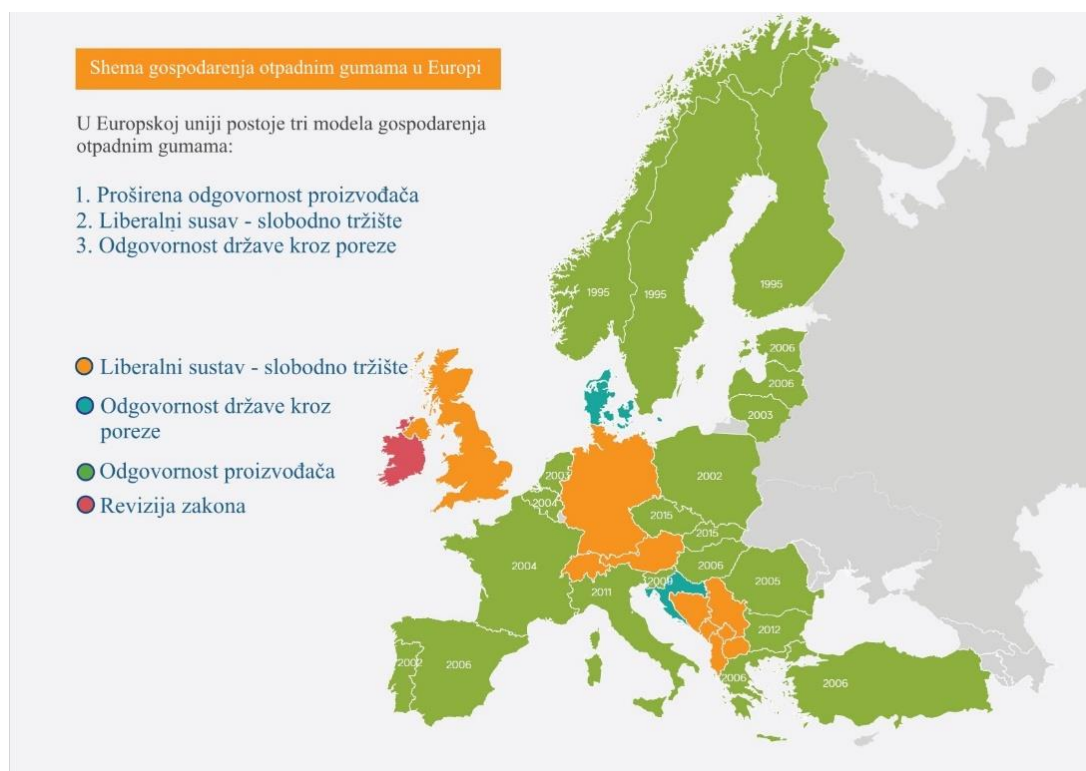 Shema gospodarenja otpadnim gumama u Europi
U Europskoj uniji postoje tri modela gospodarenja
otpadnim gumama:
1. Proširena odgovornost proizvođača
2. Liberalni susav - slobodno tržište
3. Odgovornost države kroz poreze
Liberalni sustav - slobodno tržište
Odgovornost države kroz
poreze
Odgovornost proizvođača
Revizija zakona
1995
1995
1995
2006
2006
2003
2003
2002
2004
2015
2015
2004
2006
2009
2005
2011
2012
2002
2006
2006
2006